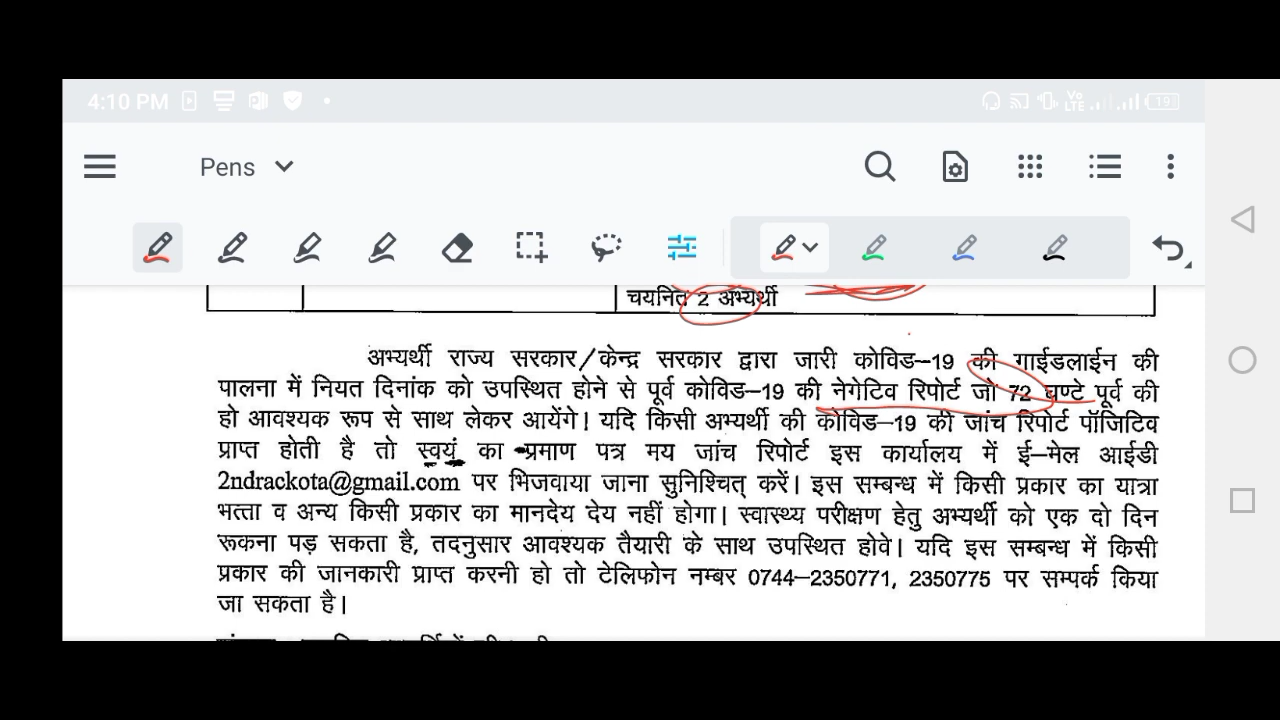 4:10 PM
Vo LTE 19
Pens
चयनित 2 अभ्यर्थी
अभ्यर्थी राज्य सरकार/केन्द्र सरकार द्वारा जारी कोविड–19 की गाईडलाईन की
पालना में नियत दिनांक को उपस्थित होने से पूर्व कोविड–19 की नेगेटिव रिपोर्ट जो 72 घण्टे पूर्व की
हो आवश्यक रूप से साथ लेकर आयेंगे। यदि किसी अभ्यर्थी की कोविड–19 की जांच रिपोर्ट पॉजिटिव
प्राप्त होती है तो स्वयं का प्रमाण पत्र मय जांच रिपोर्ट इस कार्यालय में ई–मेल आईडी
2ndrackota@gmail.com पर भिजवाया जाना सुनिश्चित् करें। इस सम्बन्ध में किसी प्रकार का यात्रा
भत्ता व अन्य किसी प्रकार का मानदेय देय नहीं होगा। स्वास्थ्य परीक्षण हेतु अभ्यर्थी को एक दो दिन
रूकना पड़ सकता है, तदनुसार आवश्यक तैयारी के साथ उपस्थित होवे। यदि इस सम्बन्ध में किसी
प्रकार की जानकारी प्राप्त करनी हो तो टेलिफोन नम्बर 0744–2350771, 2350775 पर सम्पर्क किया
जा सकता है।